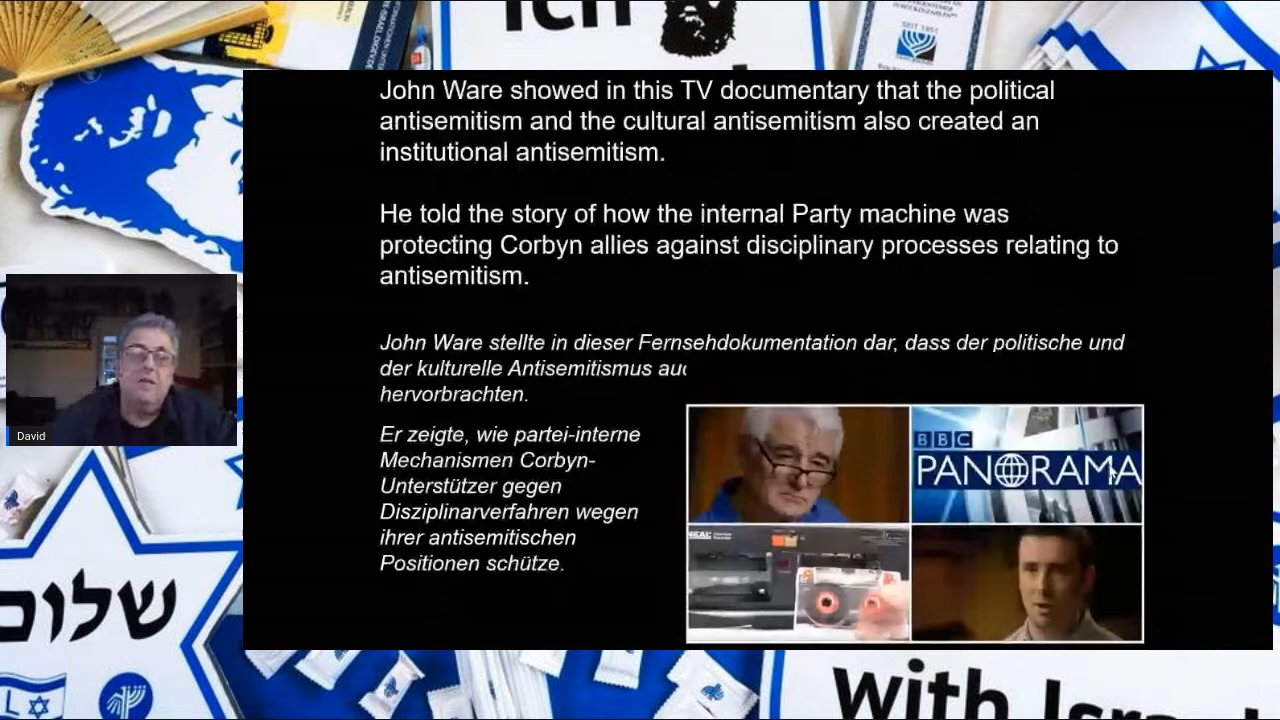 ich
SEIT 1951
John Ware showed in this TV documentary that the political
antisemitism and the cultural antisemitism also created an
institutional antisemitism.
He told the story of how the internal Party machine was
protecting Corbyn allies against disciplinary processes relating to
antisemitism.
John Ware stellte in dieser Fernsehdokumentation dar, dass der politische und
der kulturelle Antisemitismus auc
hervorbrachten.
Er zeigte, wie partei-interne
Mechanismen Corbyn-
Unterstützer gegen
Disziplinarverfahren wegen
ihrer antisemitischen
Positionen schütze.
BBC
PANORAMA
NEAL
David
שלום
L
with Isra